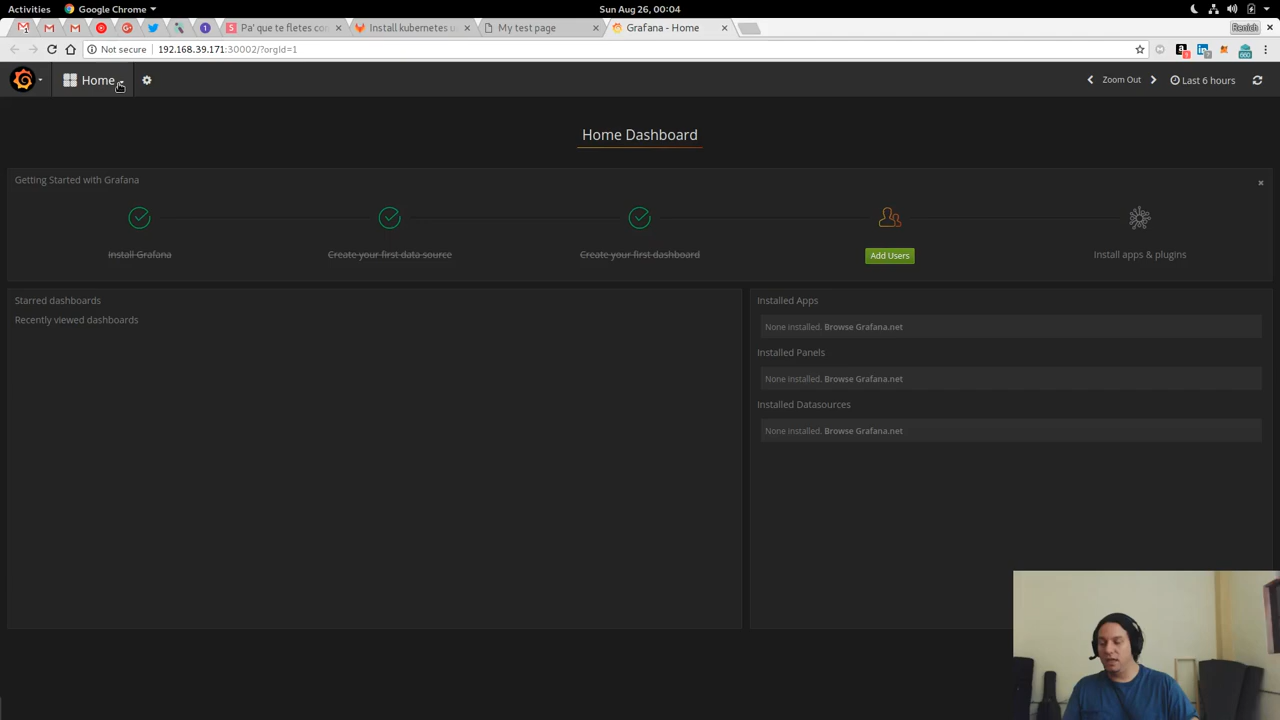 Activities
Google Chrome
Sun Aug 26, 00:04
Pa' que te fletes con
Install kubernetes u
My test page
Grafana - Home
Renich
Not secure
192.168.39.171:30002/?orgId=1
Home
Zoom Out
Last 6 hours
Home Dashboard
Getting Started with Grafana
Install Grafana
Create your first data source
Create your first dashboard
Add Users
Install apps & plugins
Starred dashboards
Recently viewed dashboards
Installed Apps
None installed. Browse Grafana.net
Installed Panels
None installed. Browse Grafana.net
Installed Datasources
None installed. Browse Grafana.net